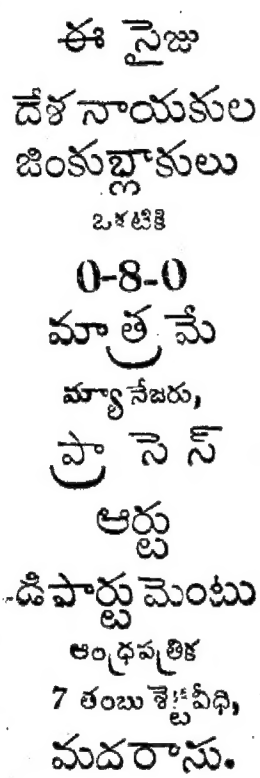 ఈ సైజు
దేశనాయకుల
జింకుబ్లాకులు
ఒకటికి
0-8-0
మాత్రమే
మ్యానేజరు,
ప్రాసెస్
ఆర్టు
డిపార్టుమెంటు
ఆంధ్రపత్రిక
7 తంబుశెట్టివీధి,
మదరాసు.